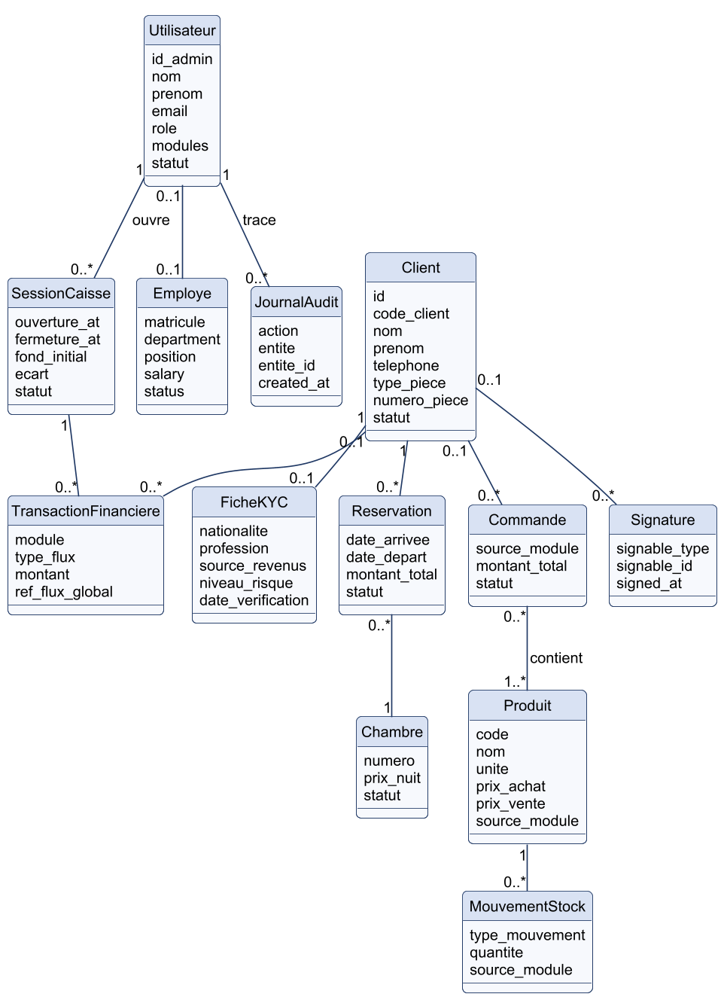 Utilisateur
id_admin
nom
prenom
email
role
modules
statut
1
1
0..1
ouvre
trace
0..*
0..1
0..*
SessionCaisse
ouverture_at
fermeture_at
fond_initial
ecart
statut
Employe
matricule
department
position
salary
status
JournalAudit
action
entite
entite_id
created_at
Client
id
code_client
nom
prenom
telephone
type_piece
numero_piece
statut
0..1
1
1
0..1
1
0..1
0..*
0..*
0..1
0..*
0..*
0..*
TransactionFinanciere
module
type_flux
montant
ref_flux_global
FicheKYC
nationalite
profession
source_revenus
niveau_risque
date_verification
Reservation
date_arrivee
date_depart
montant_total
statut
Commande
source_module
montant_total
statut
Signature
signable_type
signable_id
signed_at
0..*
0..*
contient
1..*
1
Chambre
numero
prix_nuit
statut
Produit
code
nom
unite
prix_achat
prix_vente
source_module
1
0..*
MouvementStock
type_mouvement
quantite
source_module